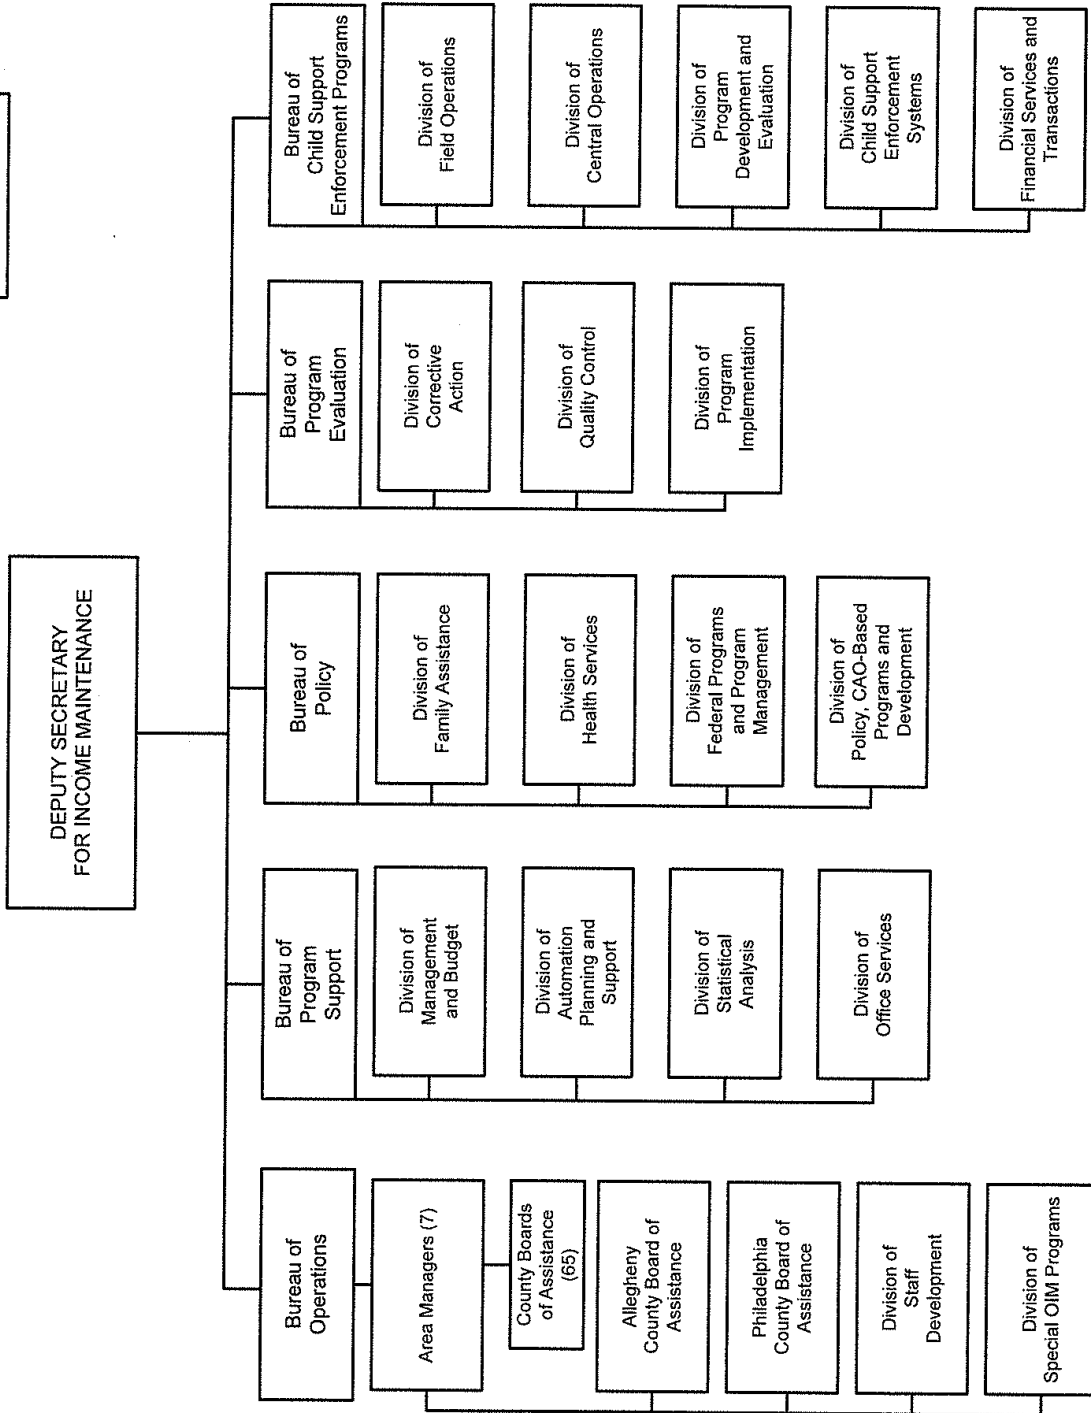 DEPUTY SECRETARY
FOR INCOME MAINTENANCE
Bureau of
Operations
Area Managers (7)
County Boards
of Assistance
(65)
Allegheny
County Board of
Assistance
Philadelphia
County Board of
Assistance
Division of
Staff
Development
Division of
Special OIM Programs
Bureau of
Program
Support
Division of
Management
and Budget
Division of
Automation
Planning and
Support
Division of
Statistical
Analysis
Division of
Office Services
Bureau of
Policy
Division of
Family Assistance
Division of
Health Services
Division of
Federal Programs
and Program
Management
Division of
Policy, CAO-Based
Programs and
Development
Bureau of
Program
Evaluation
Division of
Corrective
Action
Division of
Quality Control
Division of
Program
Implementation
Bureau of
Child Support
Enforcement Programs
Division of
Field Operations
Division of
Central Operations
Division of
Program
Development and
Evaluation
Division of
Child Support
Enforcement
Systems
Division of
Financial Services and
Transactions